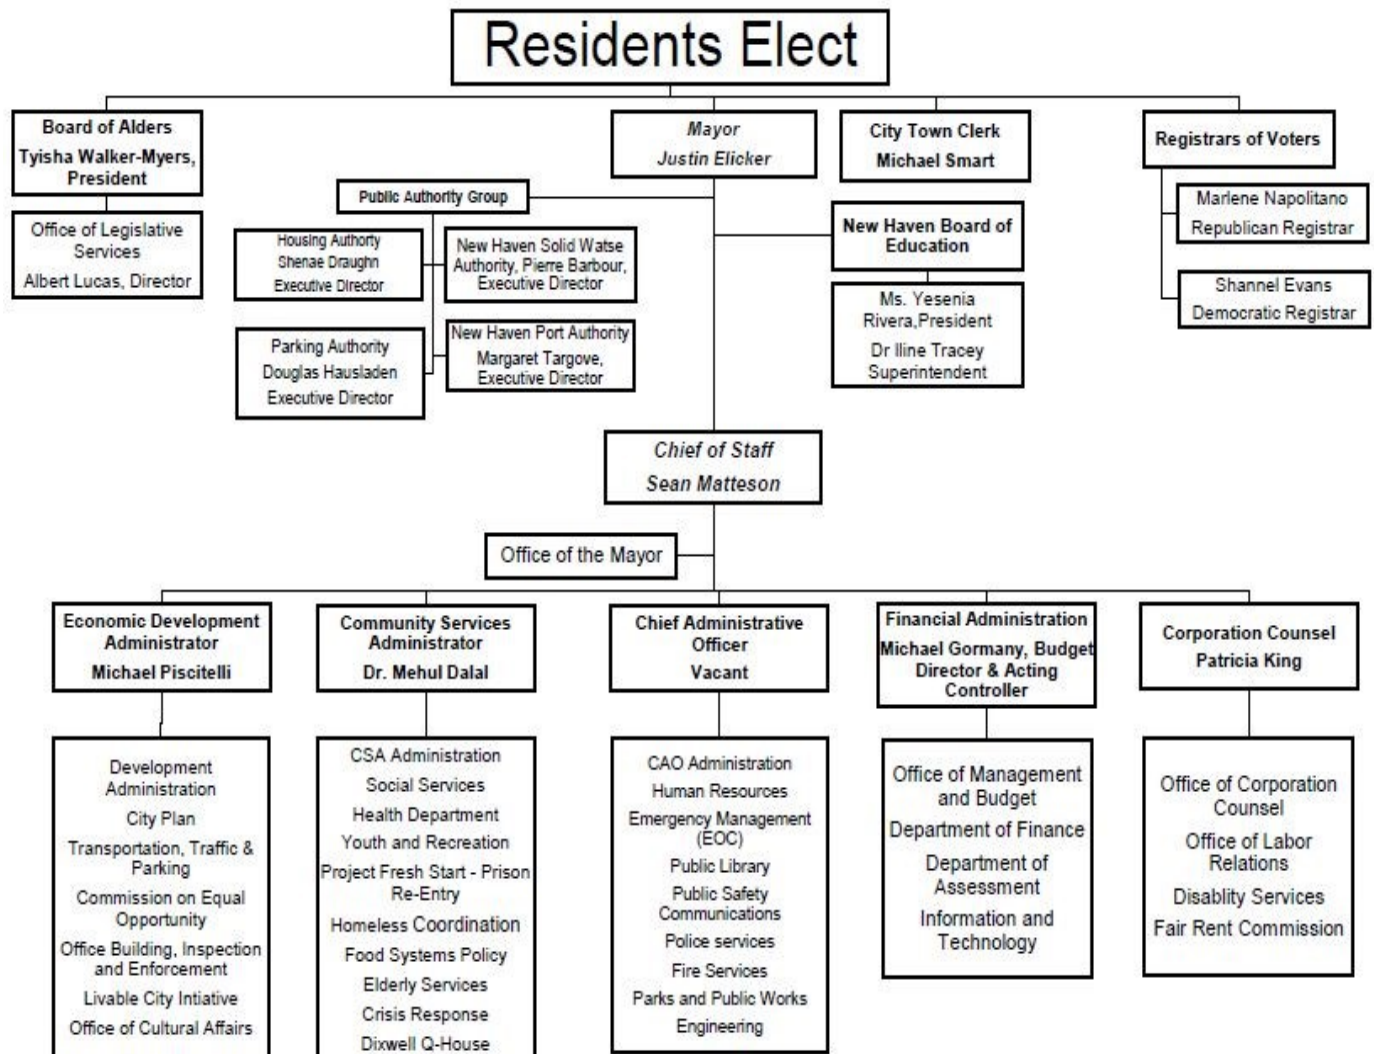 Residents Elect
Board of Alders
Tyisha Walker-Myers,
President
Mayor
Justin Elicker
City Town Clerk
Michael Smart
Registrars of Voters
Office of Legislative
Services
Albert Lucas, Director
Public Authority Group
Housing Authorty
Shenae Draughn
Executive Director
New Haven Solid Watse
Authority, Pierre Barbour,
Executive Director
Parking Authority
Douglas Hausladen
Executive Director
New Haven Port Authority
Margaret Targove,
Executive Director
New Haven Board of
Education
Ms. Yesenia
Rivera,President
Dr Iline Tracey
Superintendent
Marlene Napolitano
Republican Registrar
Shannel Evans
Democratic Registrar
Chief of Staff
Sean Matteson
Office of the Mayor
Economic Development
Administrator
Michael Piscitelli
Community Services
Administrator
Dr. Mehul Dalal
Chief Administrative
Officer
Vacant
Financial Administration
Michael Gormany, Budget
Director & Acting
Controller
Corporation Counsel
Patricia King
Development
Administration
City Plan
Transportation, Traffic &
Parking
Commission on Equal
Opportunity
Office Building, Inspection
and Enforcement
Livable City Intiative
Office of Cultural Affairs
CSA Administration
Social Services
Health Department
Youth and Recreation
Project Fresh Start - Prison
Re-Entry
Homeless Coordination
Food Systems Policy
Elderly Services
Crisis Response
Dixwell Q-House
CAO Administration
Human Resources
Emergency Management
(EOC)
Public Library
Public Safety
Communications
Police services
Fire Services
Parks and Public Works
Engineering
Office of Management
and Budget
Department of Finance
Department of
Assessment
Information and
Technology
Office of Corporation
Counsel
Office of Labor
Relations
Disablity Services
Fair Rent Commission